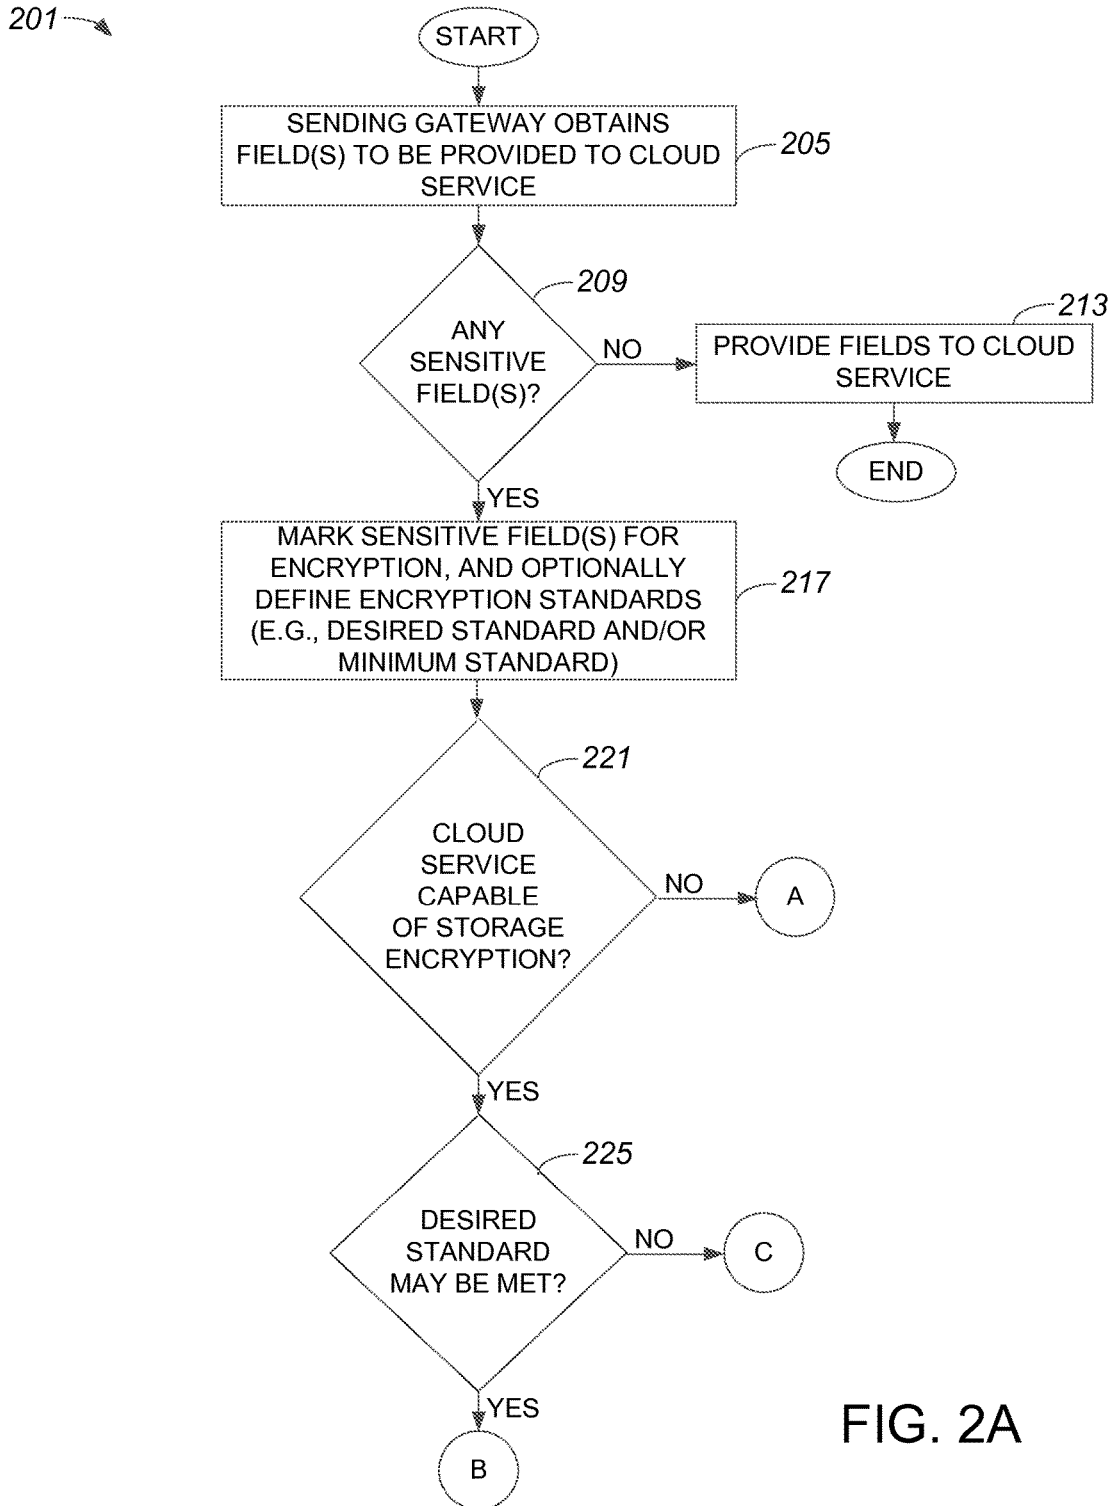 201
START
SENDING GATEWAY OBTAINS
FIELD(S) TO BE PROVIDED TO CLOUD
SERVICE
205
209
ANY
SENSITIVE
FIELD(S)?
NO
213
PROVIDE FIELDS TO CLOUD
SERVICE
END
YES
MARK SENSITIVE FIELD(S) FOR
ENCRYPTION, AND OPTIONALLY
DEFINE ENCRYPTION STANDARDS
(E.G., DESIRED STANDARD AND/OR
MINIMUM STANDARD)
217
221
CLOUD
SERVICE
CAPABLE
OF STORAGE
ENCRYPTION?
NO
A
YES
225
DESIRED
STANDARD
MAY BE MET?
NO
C
YES
B
FIG. 2A